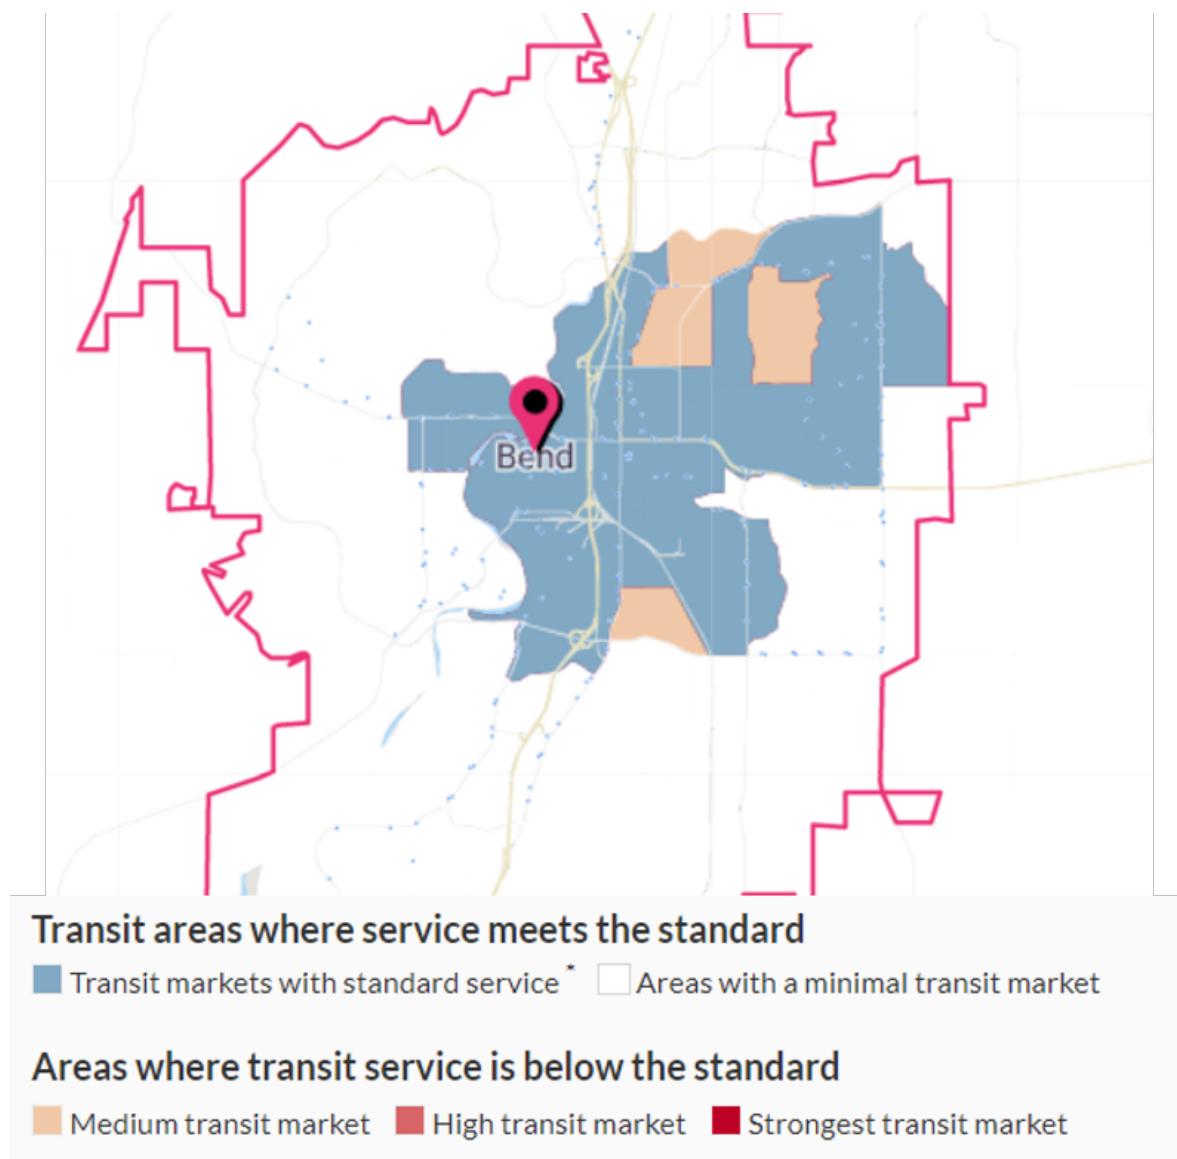 Bend
Transit areas where service meets the standard
Transit markets with standard service * Areas with a minimal transit market
Areas where transit service is below the standard
Medium transit market High transit market Strongest transit market